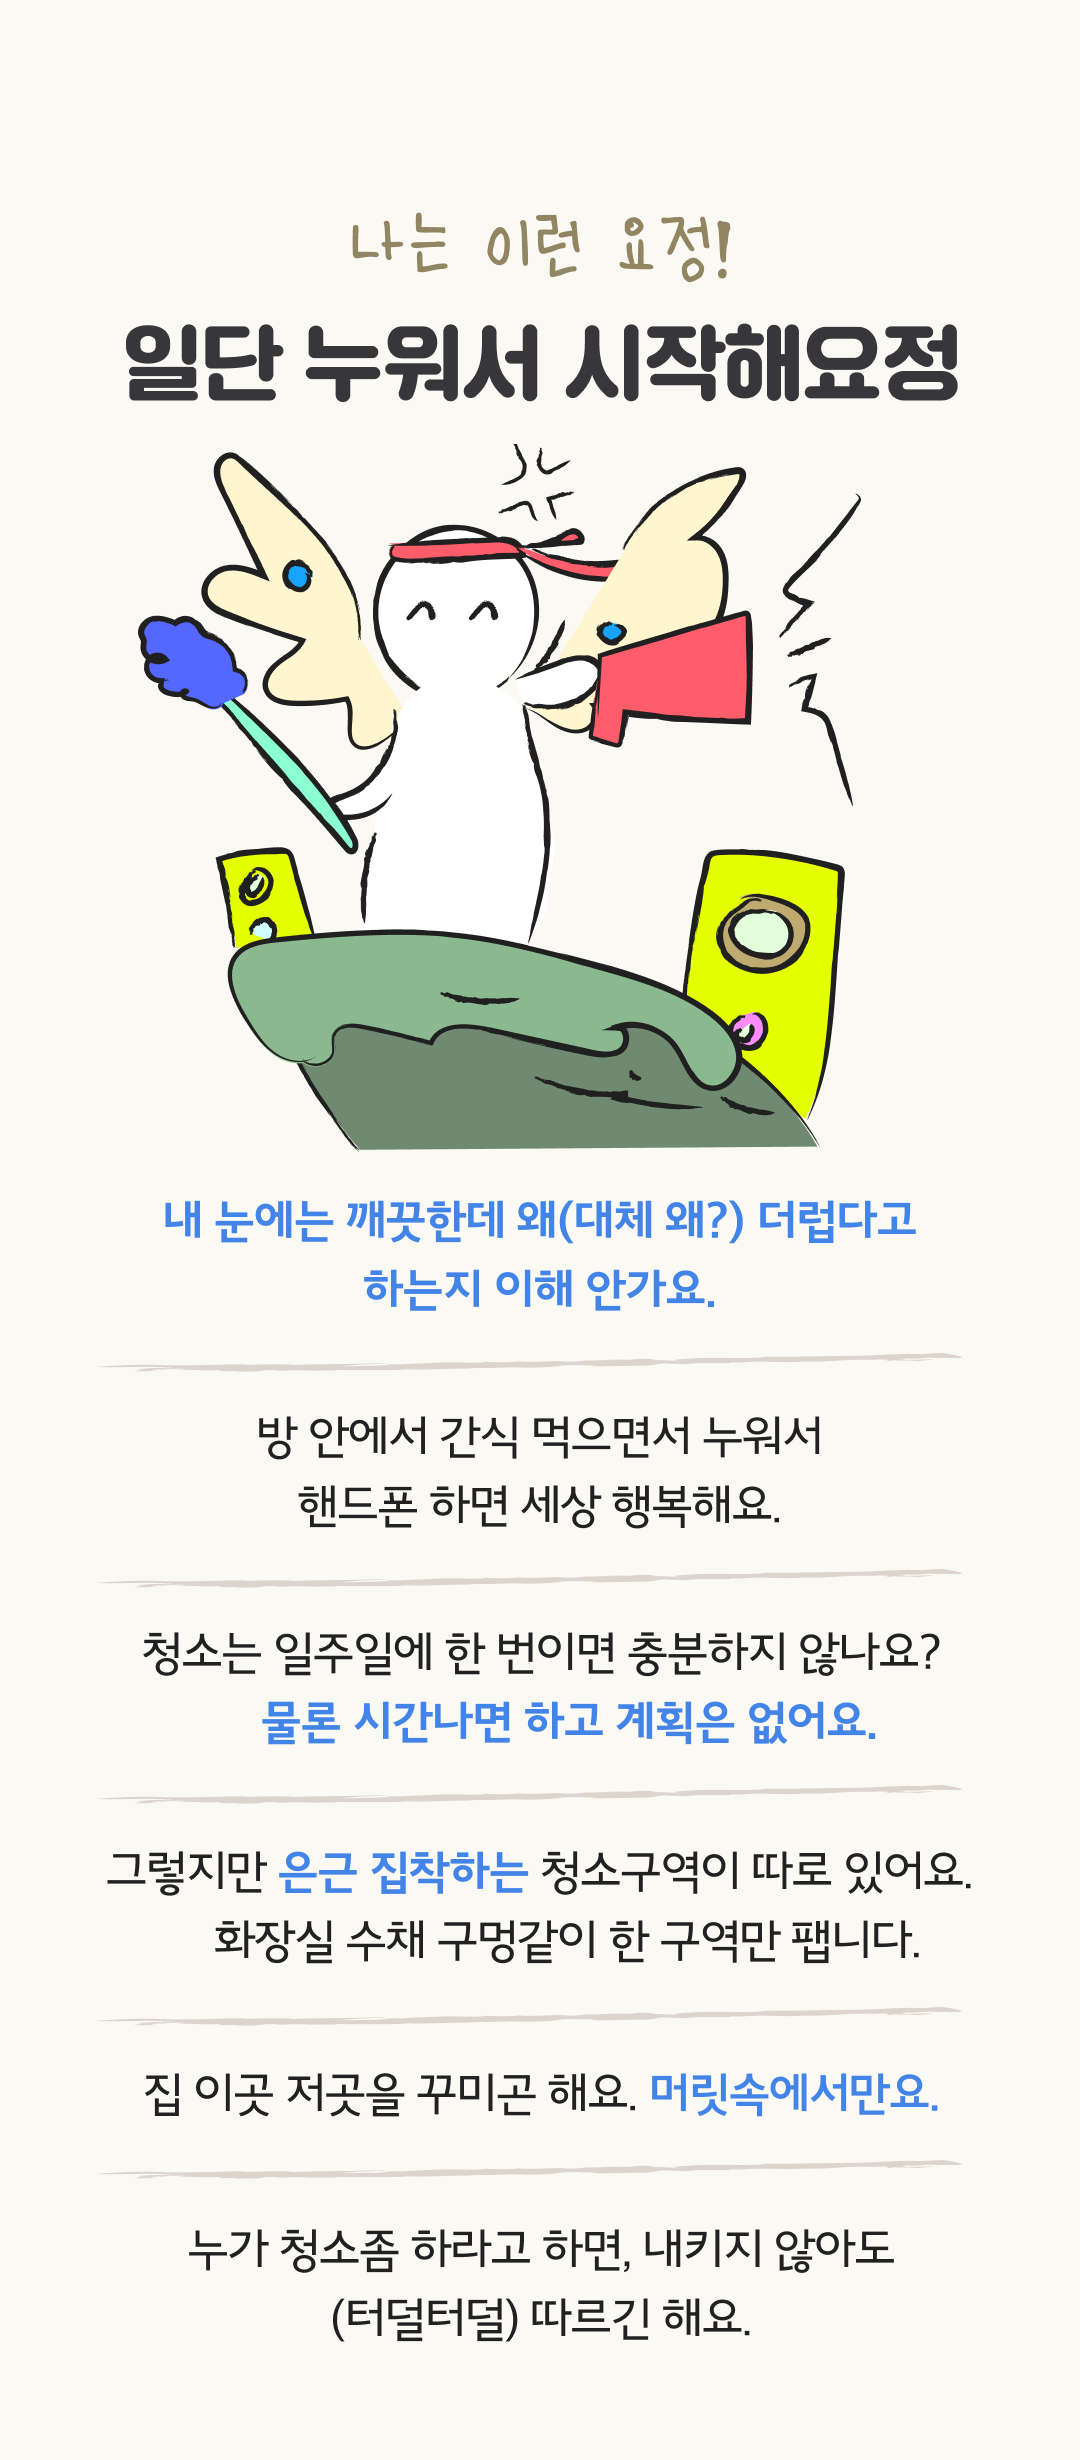 나는 이런 요정!
일단 누워서 시작해요정
내 눈에는 깨끗한데 왜(대체 왜?) 더럽다고
하는지 이해 안가요.
방 안에서 간식 먹으면서 누워서
핸드폰 하면 세상 행복해요.
청소는 일주일에 한 번이면 충분하지 않나요?
물론 시간나면 하고 계획은 없어요.
그렇지만 은근 집착하는 청소구역이 따로 있어요.
화장실 수채 구멍같이 한 구역만 팹니다.
집 이곳 저곳을 꾸미곤 해요. 머릿속에서만요.
누가 청소좀 하라고 하면, 내키지 않아도
(터덜터덜) 따르긴 해요.